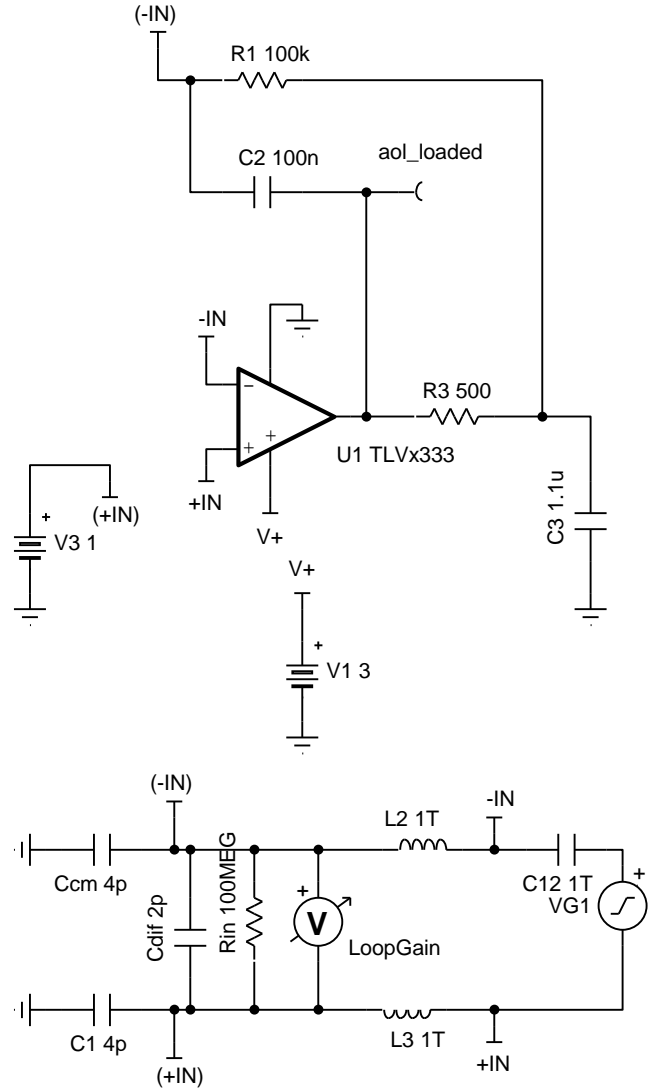 (-IN)
R1 100k
C2 100n
aol_loaded
-IN
R3 500
U1 TLVx333
+IN
V+
C3 1.1u
(+IN)
+
V3 1
V+
+
V1 3
(-IN)
-IN
L2 1T
Ccm 4p
Cdif 2p
Rin 100MEG
+
V
LoopGain
C12 1T
VG1
+
C1 4p
L3 1T
(+IN)
+IN